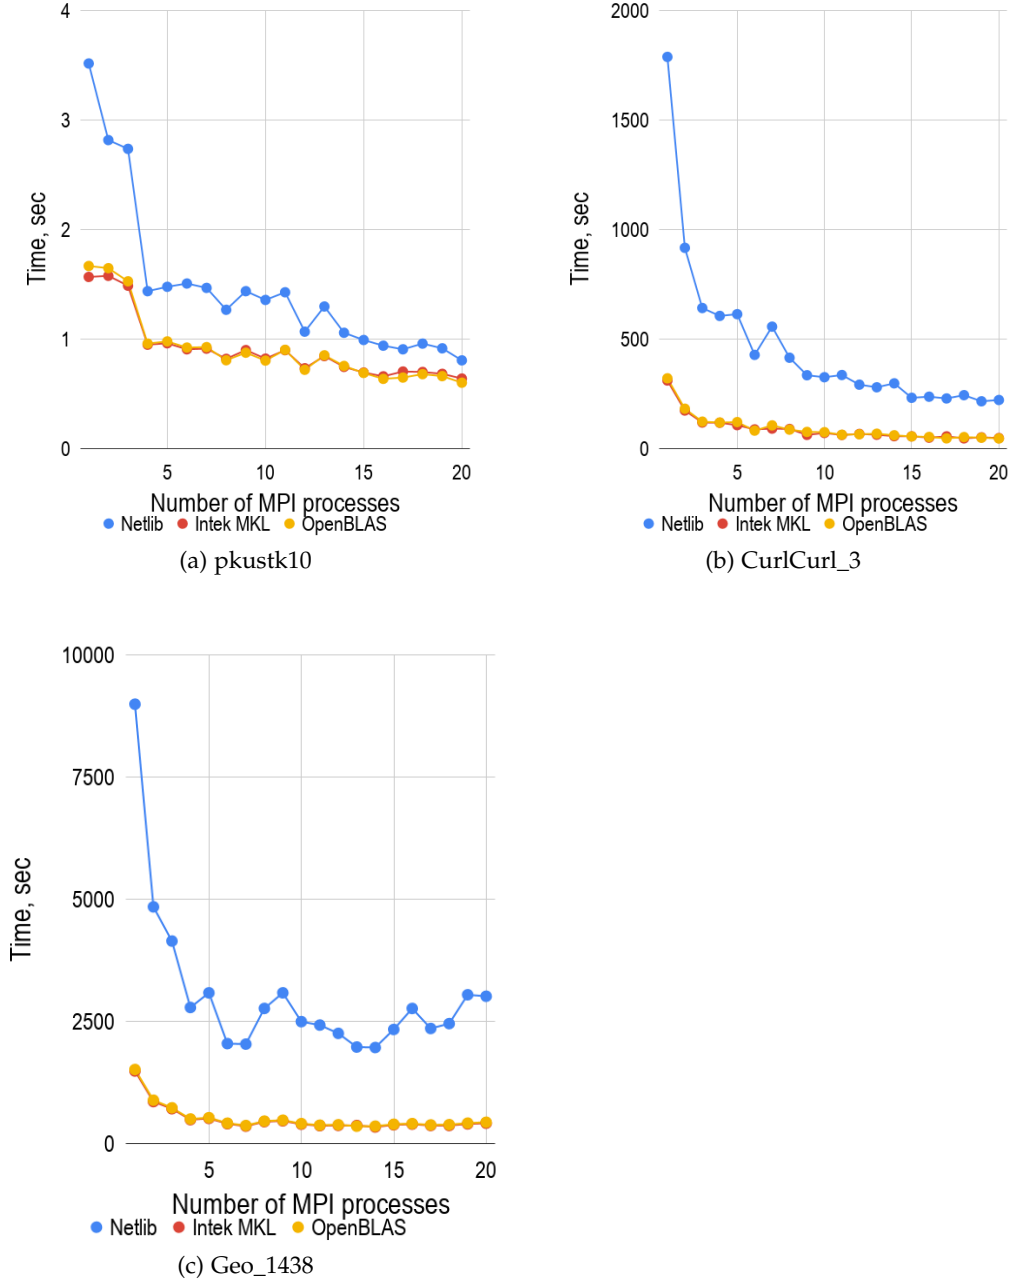 4
3
2
1
0
Time, sec
5 10 15 20
Number of MPI processes
Netlib Intek MKL OpenBLAS
(a) pkustk10
2000
1500
1000
500
0
Time, sec
5 10 15 20
Number of MPI processes
Netlib Intek MKL OpenBLAS
(b) CurlCurl_3
10000
7500
5000
2500
0
Time, sec
5 10 15 20
Number of MPI processes
Netlib Intek MKL OpenBLAS
(c) Geo_1438